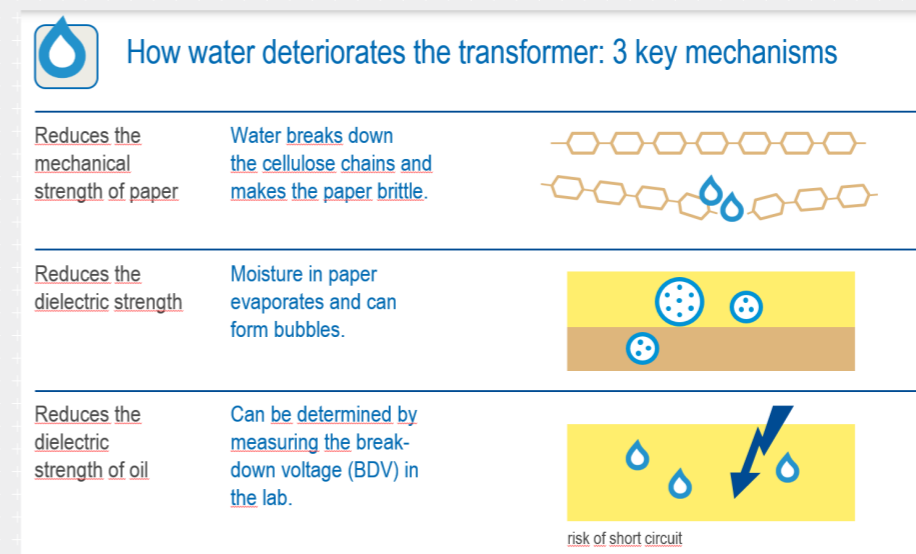 How water deteriorates the transformer: 3 key mechanisms
Reduces the
mechanical
strength of paper
Water breaks down
the cellulose chains and
makes the paper brittle.
Reduces the
dielectric strength
Moisture in paper
evaporates and can
form bubbles.
Reduces the
dielectric
strength of oil
Can be determined by
measuring the break-
down voltage (BDV) in
the lab.
risk of short circuit